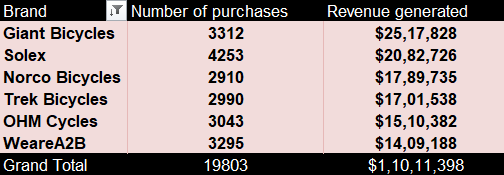 Brand Number of purchases Revenue generated
Giant Bicycles 3312 $25,17,828
Solex 4253 $20,82,726
Norco Bicycles 2910 $17,89,735
Trek Bicycles 2990 $17,01,538
OHM Cycles 3043 $15,10,382
WeareA2B 3295 $14,09,188
Grand Total 19803 $1,10,11,398